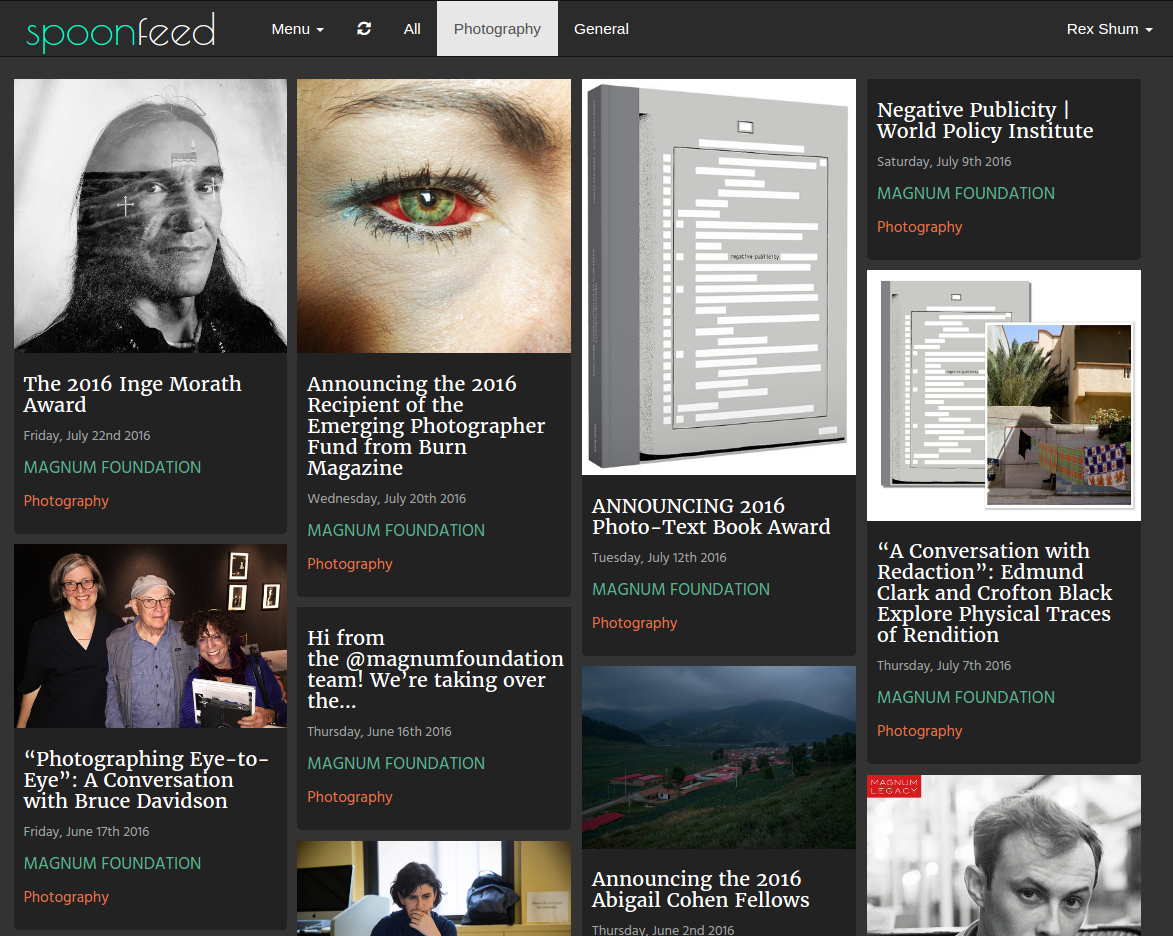 spoonfeed
Menu
All
Photography
General
Rex Shum
The 2016 Inge Morath
Award
Friday, July 22nd 2016
MAGNUM FOUNDATION
Photography
“Photographing Eye-to-
Eye”: A Conversation
with Bruce Davidson
Friday, June 17th 2016
MAGNUM FOUNDATION
Photography
Announcing the 2016
Recipient of the
Emerging Photographer
Fund from Burn
Magazine
Wednesday, July 20th 2016
MAGNUM FOUNDATION
Photography
Hi from
the @magnumfoundation
team! We’re taking over
the...
Thursday, June 16th 2016
MAGNUM FOUNDATION
Photography
negative publicity
ANNOUNCING 2016
Photo-Text Book Award
Tuesday, July 12th 2016
MAGNUM FOUNDATION
Photography
Announcing the 2016
Abigail Cohen Fellows
Thursday, June 2nd 2016
Negative Publicity |
World Policy Institute
Saturday, July 9th 2016
MAGNUM FOUNDATION
Photography
negative publicity
“A Conversation with
Redaction”: Edmund
Clark and Crofton Black
Explore Physical Traces
of Rendition
Thursday, July 7th 2016
MAGNUM FOUNDATION
Photography
MAGNUM
LEGACY